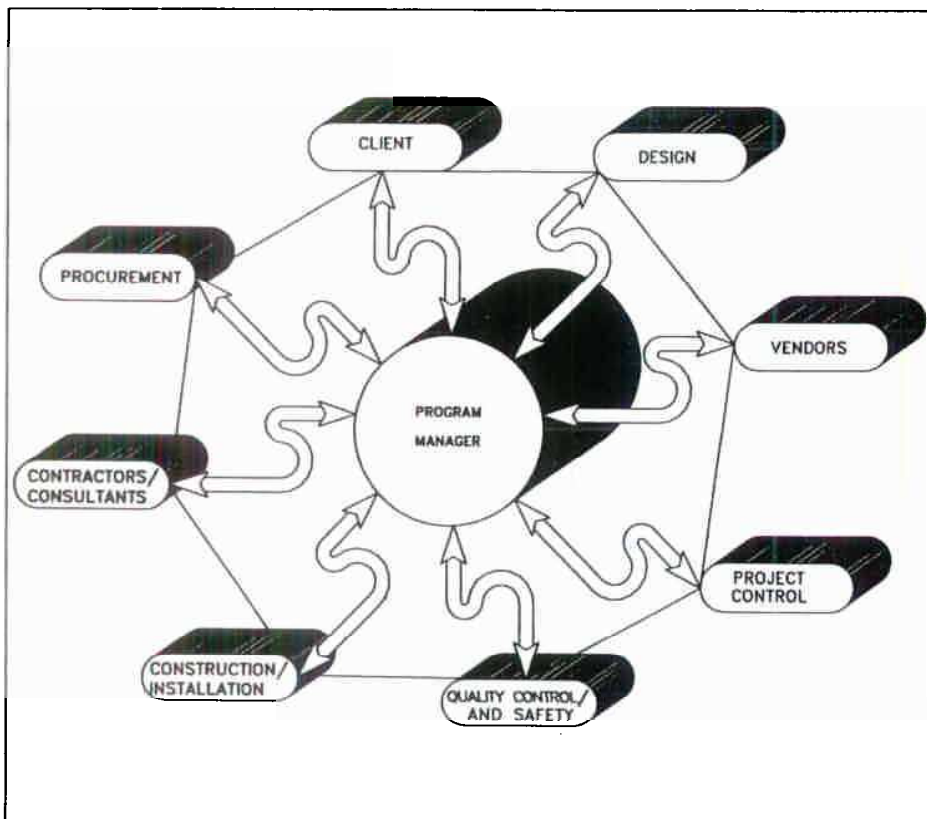 CLIENT
DESIGN
PROCUREMENT
VENDORS
PROGRAM
MANAGER
CONTRACTORS/
CONSULTANTS
PROJECT
CONTROL
CONSTRUCTION/
INSTALLATION
QUALITY CONTROL/
AND SAFETY